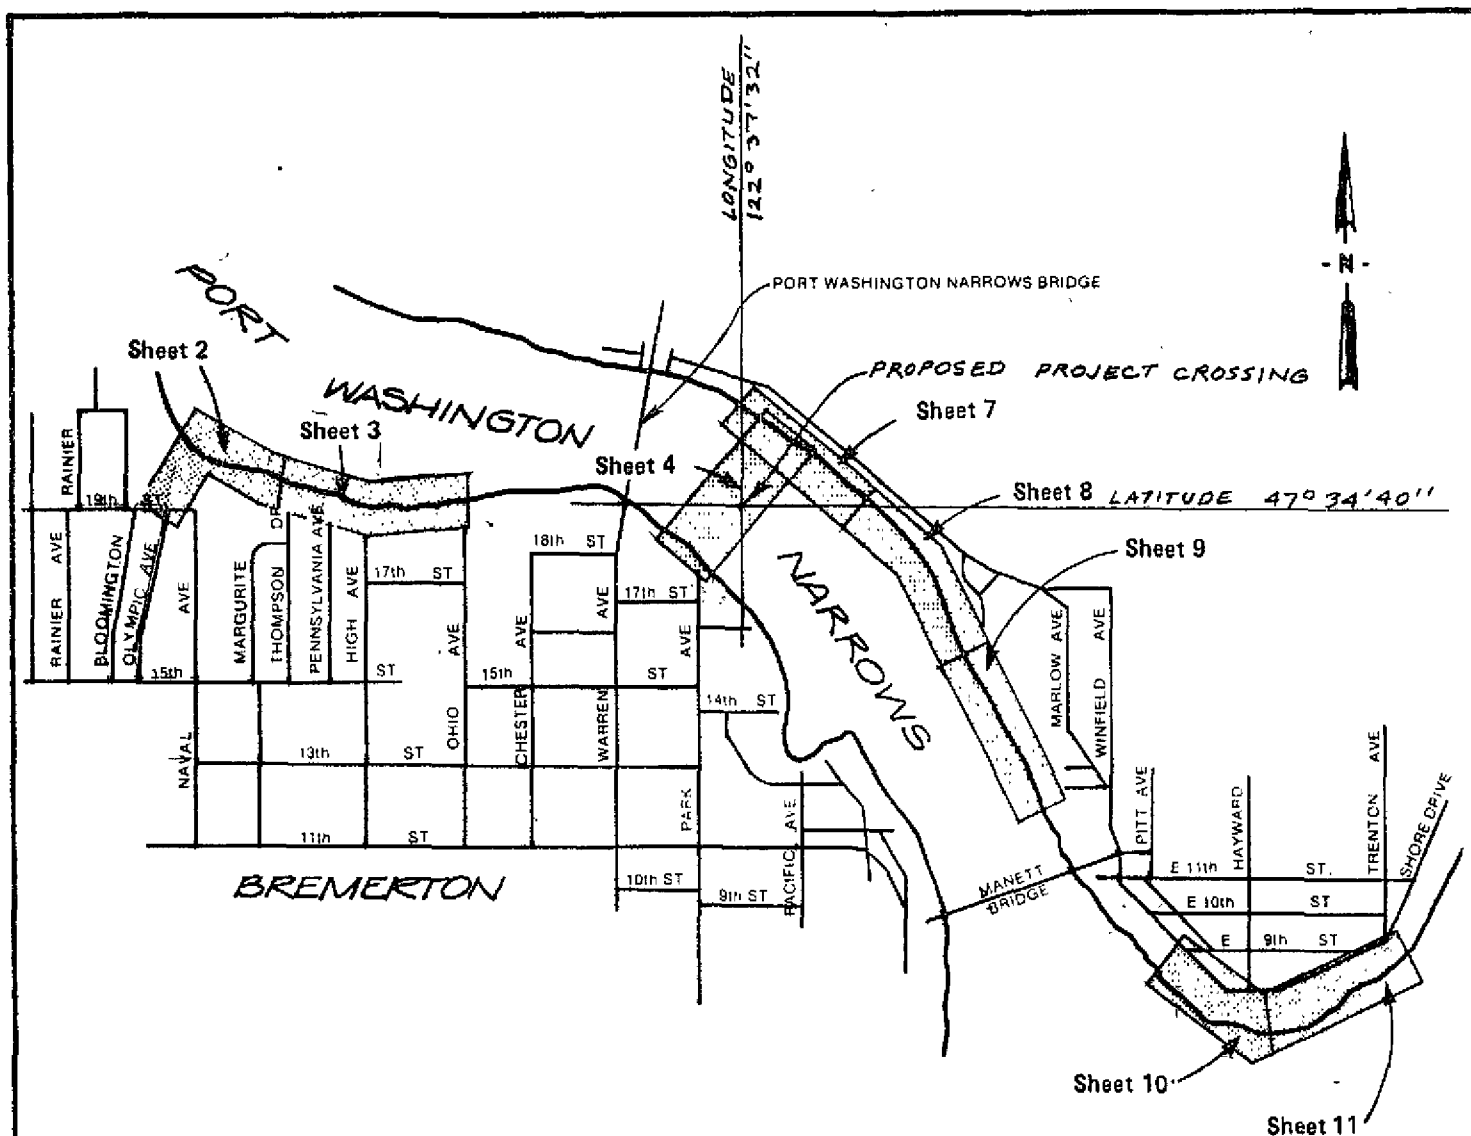 LONGITUDE
122° 37' 32"
- N -
PORT
WASHINGTON
NARROWS
PORT WASHINGTON NARROWS BRIDGE
PROPOSED PROJECT CROSSING
Sheet 2
Sheet 3
Sheet 4
Sheet 7
Sheet 8
LATITUDE 47° 34' 40"
Sheet 9
RAINIER
19th ST
RAINIER AVE
BLOOMINGTON
OLYMPIC AVE
NAVAL AVE
MARGURITE
THOMPSON DR
PENNSYLVANIA AVE
HIGH AVE
OHIO AVE
CHESTER AVE
WARREN AVE
PARK AVE
PACIFIC AVE
18th ST
17th ST
17th ST
15th ST
15th ST
14th ST
13th ST
11th ST
10th ST
9th ST
BREMERTON
MANETT
BRIDGE
MARLOW AVE
WINFIELD AVE
PITT AVE
HAYWARD
TRENTON AVE
SHORE DRIVE
E 11th ST.
E 10th ST
E 9th ST
Sheet 10
Sheet 11